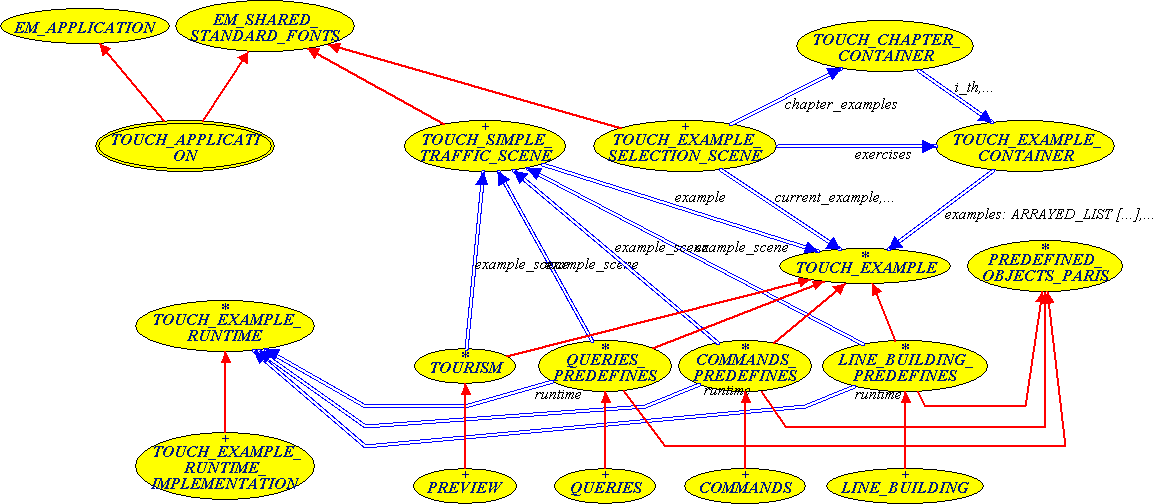 EM_APPLICATION
EM_SHARED_
STANDARD_FONTS
TOUCH_CHAPTER_
CONTAINER
i_th,...
chapter_examples
TOUCH_APPLICATI
ON
+
TOUCH_SIMPLE_
TRAFFIC_SCENE
+
TOUCH_EXAMPLE_
SELECTION_SCENE
exercises
TOUCH_EXAMPLE_
CONTAINER
example
current_example,...
examples: ARRAYED_LIST [...],...
example_scene
example_scene
example_scene
example_scene
*
TOUCH_EXAMPLE
*
PREDEFINED_
OBJECTS_PARIS
*
TOUCH_EXAMPLE_
RUNTIME
*
TOURISM
*
QUERIES_
PREDEFINES
*
COMMANDS_
PREDEFINES
*
LINE_BUILDING_
PREDEFINES
runtime
runtime
runtime
+
TOUCH_EXAMPLE_
RUNTIME_
IMPLEMENTATION
+
PREVIEW
+
QUERIES
+
COMMANDS
+
LINE_BUILDING